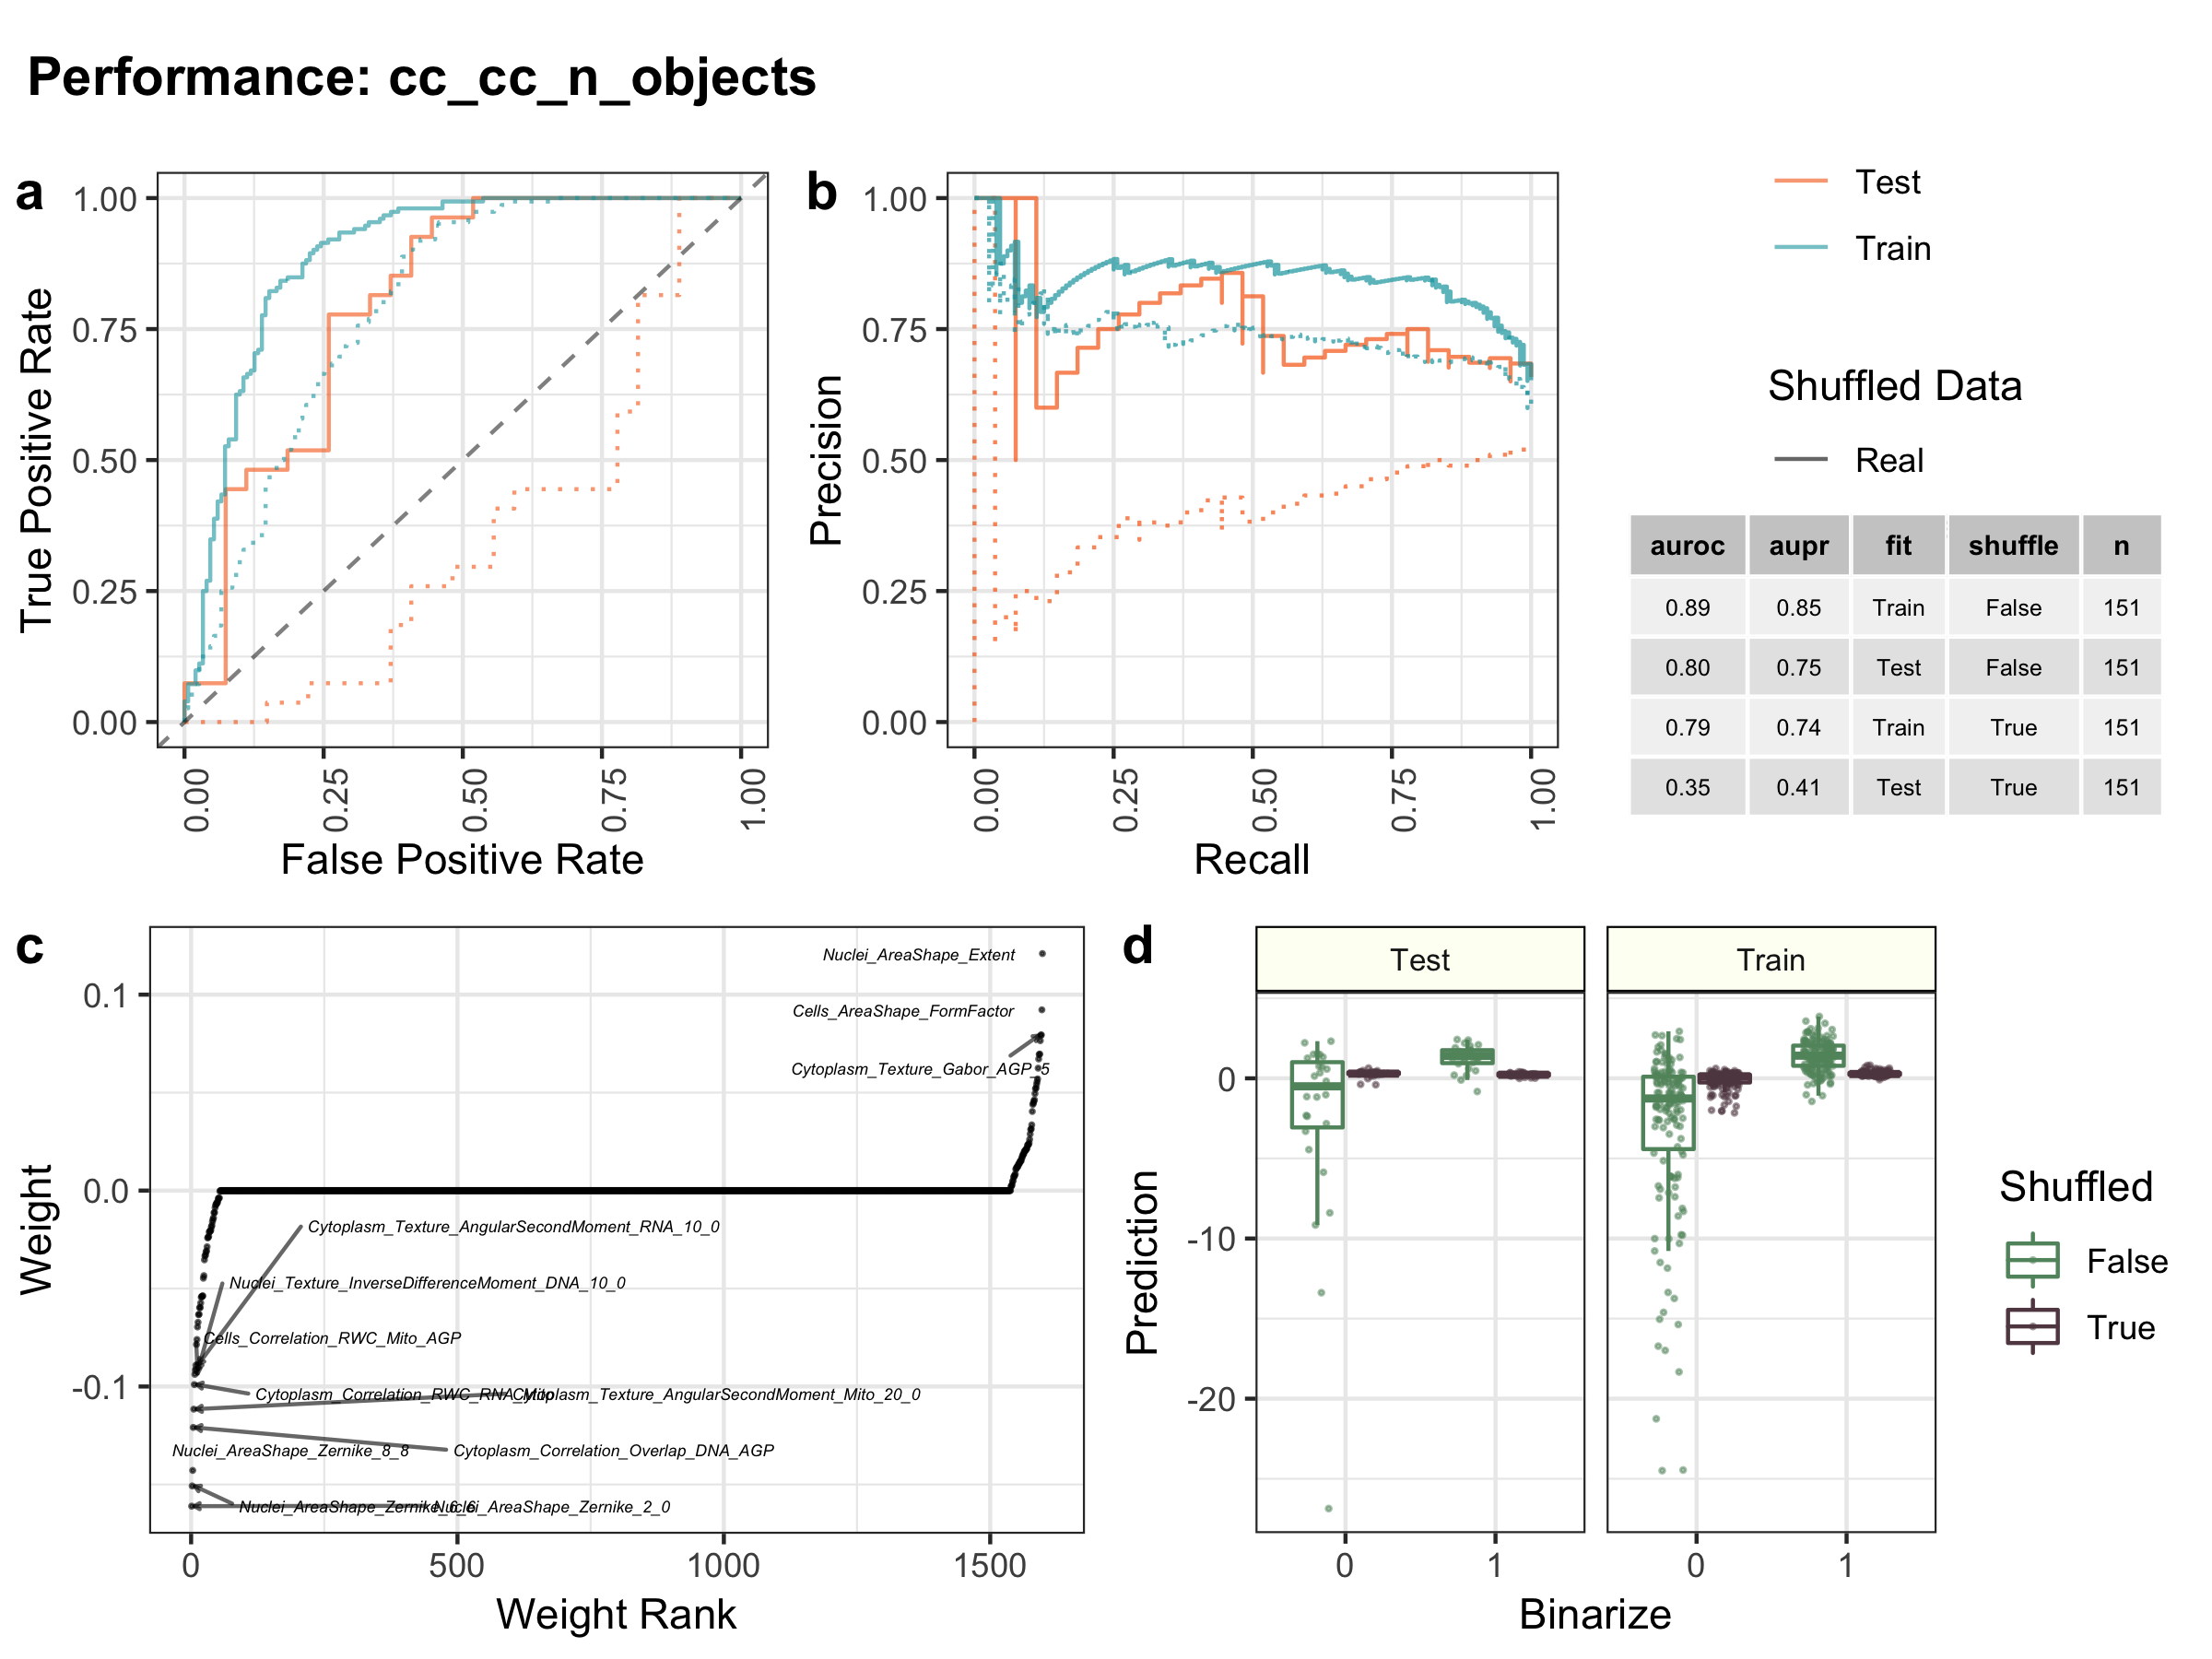 Performance: cc_cc_n_objects
a
1.00
0.75
0.50
0.25
0.00
True Positive Rate
0.00
0.25
0.50
0.75
1.00
False Positive Rate
b
1.00
0.75
0.50
0.25
0.00
Precision
0.00
0.25
0.50
0.75
1.00
Recall
Test
Train
Shuffled Data
Real
auroc aupr fit shuffle n
0.89 0.85 Train False 151
0.80 0.75 Test False 151
0.79 0.74 Train True 151
0.35 0.41 Test True 151
c
0.1
0.0
-0.1
Weight
Nuclei_AreaShape_Extent
Cells_AreaShape_FormFactor
Cytoplasm_Texture_Gabor_AGP_5
Cytoplasm_Texture_AngularSecondMoment_RNA_10_0
Nuclei_Texture_InverseDifferenceMoment_DNA_10_0
Cells_Correlation_RWC_Mito_AGP
Cytoplasm_Correlation_RWC_RNA_Mito
Cytoplasm_Texture_AngularSecondMoment_Mito_20_0
Nuclei_AreaShape_Zernike_8_8
Cytoplasm_Correlation_Overlap_DNA_AGP
Nuclei_AreaShape_Zernike_6_6
Nuclei_AreaShape_Zernike_2_0
0
500
1000
1500
Weight Rank
d
Test
Train
0
-10
-20
Prediction
0
1
0
1
Binarize
Shuffled
False
True